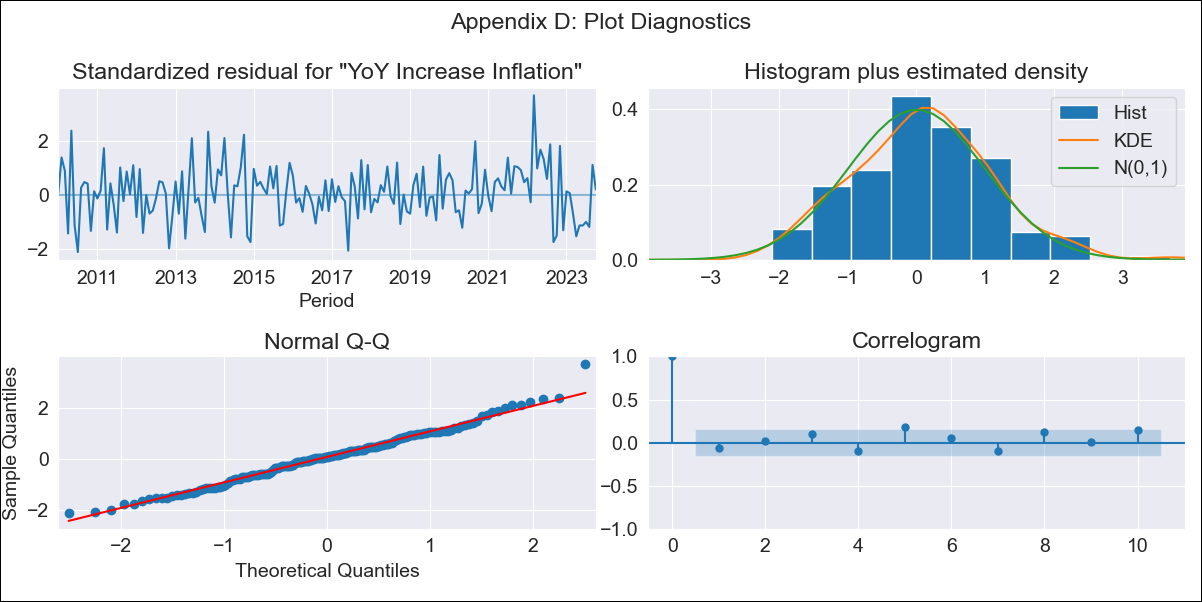 Appendix D: Plot Diagnostics
Standardized residual for "YoY Increase Inflation"
2
0
−2
2011 2013 2015 2017 2019 2021 2023
Period
Histogram plus estimated density
0.4
0.2
0.0
−3 −2 −1 0 1 2 3
Hist
KDE
N(0,1)
Normal Q-Q
Sample Quantiles
2
0
−2
−2 −1 0 1 2
Theoretical Quantiles
Correlogram
1.0
0.5
0.0
−0.5
−1.0
0 2 4 6 8 10